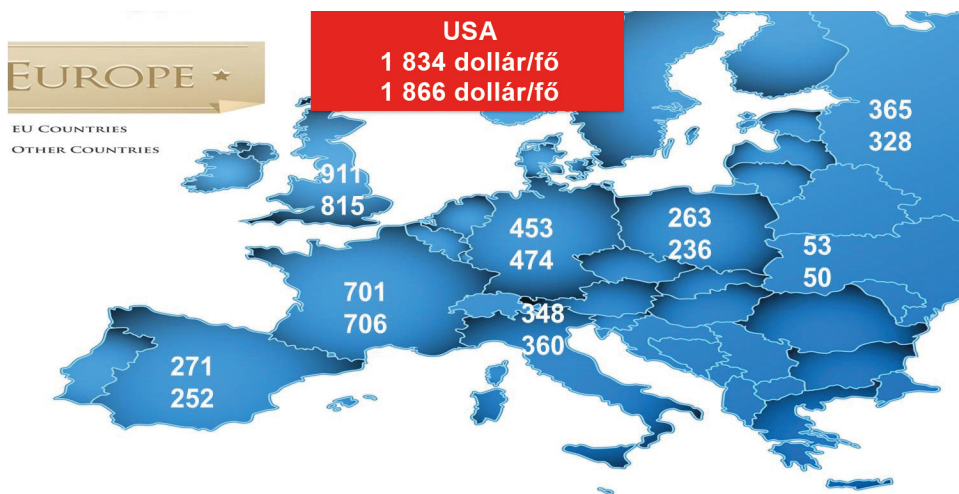 USA
1 834 dollár/fő
1 866 dollár/fő
EUROPE
EU COUNTRIES
OTHER COUNTRIES
365
328
911
815
453
474
263
236
53
50
701
706
348
360
271
252